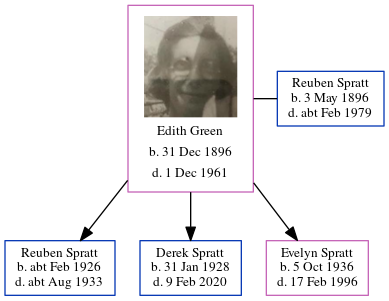 Edith Green
b. 31 Dec 1896
d. 1 Dec 1961
Reuben Spratt
b. 3 May 1896
d. abt Feb 1979
Reuben Spratt
b. abt Feb 1926
d. abt Aug 1933
Derek Spratt
b. 31 Jan 1928
d. 9 Feb 2020
Evelyn Spratt
b. 5 Oct 1936
d. 17 Feb 1996